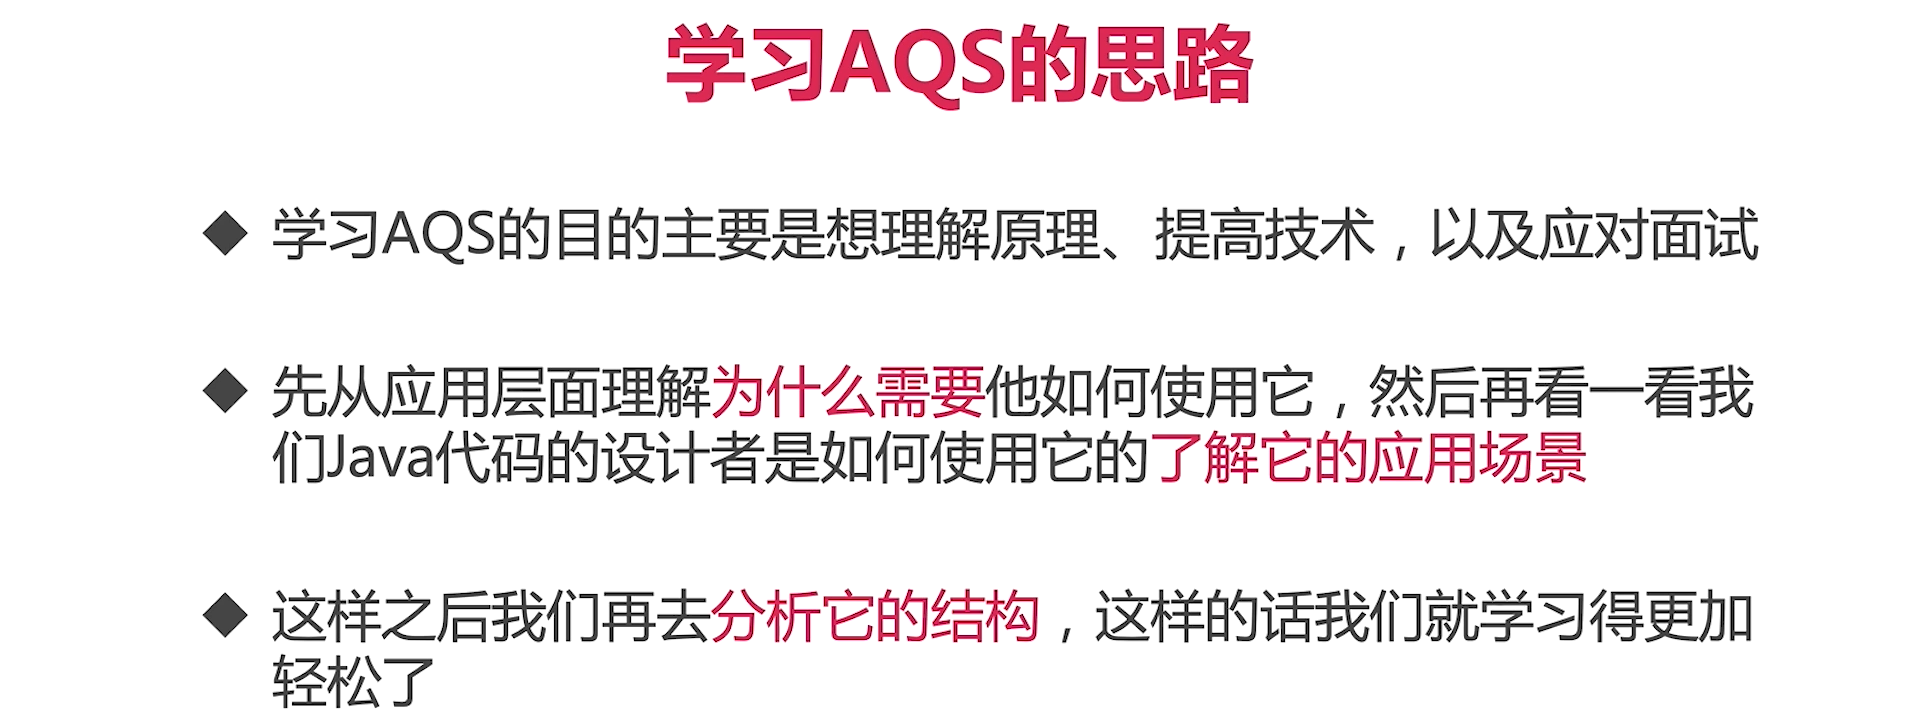 学习AQS的思路
◆ 学习AQS的目的主要是想理解原理、提高技术，以及应对面试
◆ 先从应用层面理解为什么需要他如何使用它，然后再看一看我
们Java代码的设计者是如何使用它的了解它的应用场景
◆ 这样之后我们再去分析它的结构，这样的话我们就学习得更加
轻松了